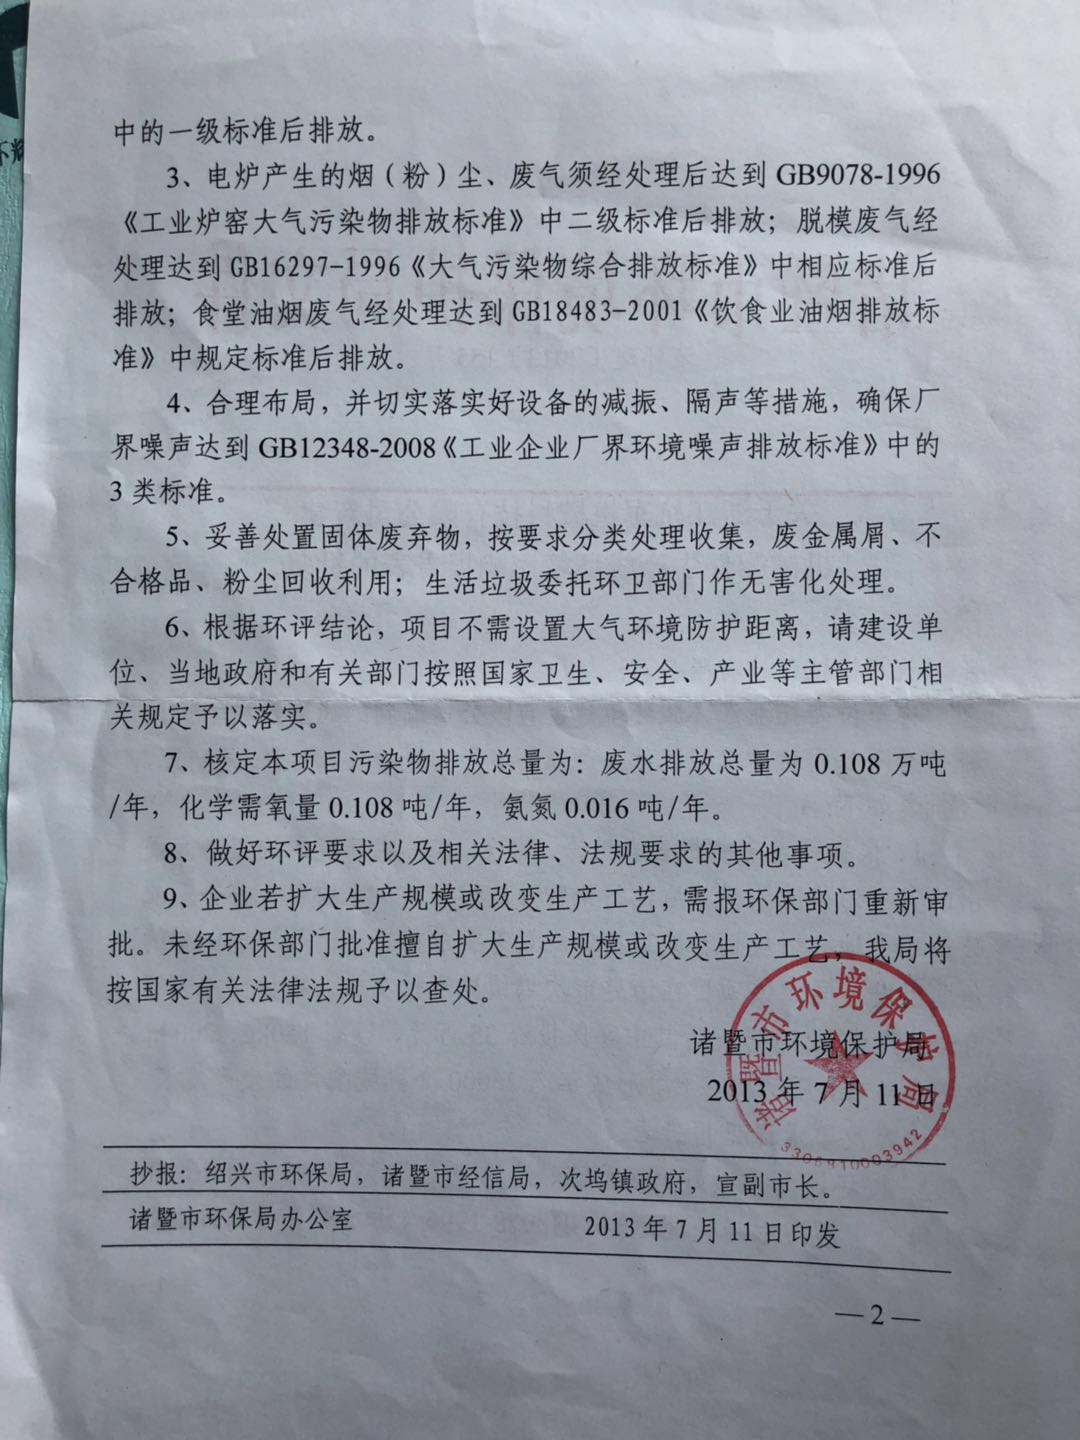 中的一级标准后排放。
3、电炉产生的烟（粉）尘、废气须经处理后达到 GB9078-1996
《工业炉窑大气污染物排放标准》中二级标准后排放；脱模废气经
处理达到 GB16297-1996《大气污染物综合排放标准》中相应标准后
排放；食堂油烟废气经处理达到 GB18483-2001《饮食业油烟排放标
准》中规定标准后排放。
4、合理布局，并切实落实好设备的减振、隔声等措施，确保厂
界噪声达到 GB12348-2008《工业企业厂界环境噪声排放标准》中的
3 类标准。
5、妥善处置固体废弃物，按要求分类处理收集，废金属屑、不
合格品、粉尘回收利用；生活垃圾委托环卫部门作无害化处理。
6、根据环评结论，项目不需设置大气环境防护距离，请建设单
位、当地政府和有关部门按照国家卫生、安全、产业等主管部门相
关规定予以落实。
7、核定本项目污染物排放总量为：废水排放总量为 0.108 万吨
/年，化学需氧量 0.108 吨/年，氨氮 0.016 吨/年。
8、做好环评要求以及相关法律、法规要求的其他事项。
9、企业若扩大生产规模或改变生产工艺，需报环保部门重新审
批。未经环保部门批准擅自扩大生产规模或改变生产工艺，我局将
按国家有关法律法规予以查处。
诸暨市环境保护局
诸暨市环境保护局
2013 年 7 月 11 日
抄报：绍兴市环保局，诸暨市经信局，次坞镇政府，宣副市长。
诸暨市环保局办公室 2013 年 7 月 11 日印发
—2—